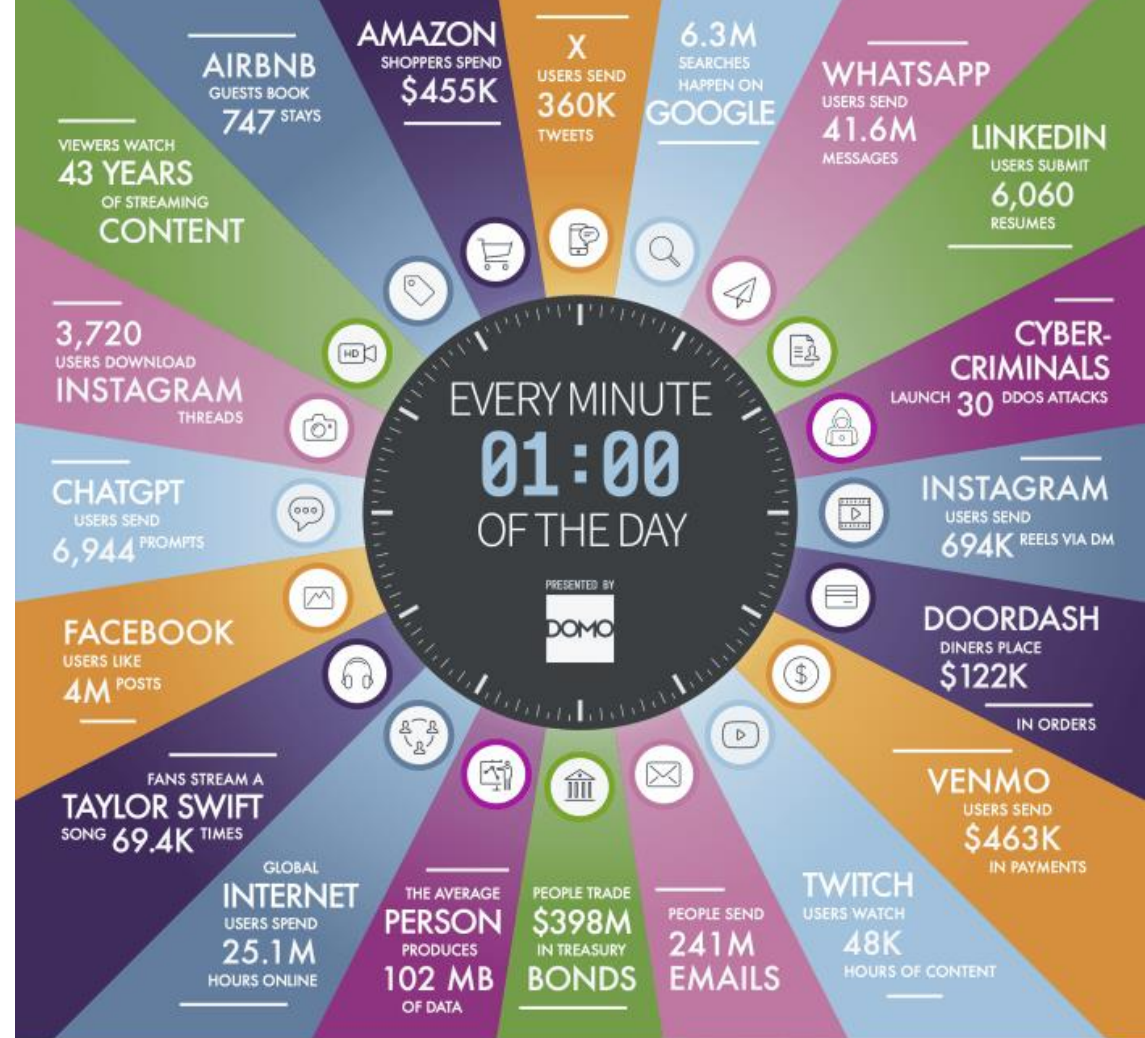 EVERY MINUTE
01:00
OF THE DAY
PRESENTED BY
DOMO
X
USERS SEND
360K
TWEETS
6.3M
SEARCHES
HAPPEN ON
GOOGLE
WHATSAPP
USERS SEND
41.6M
MESSAGES
LINKEDIN
USERS SUBMIT
6,060
RESUMES
CYBER-
CRIMINALS
LAUNCH 30 DDOS ATTACKS
INSTAGRAM
USERS SEND
694K REELS VIA DM
DOORDASH
DINERS PLACE
$122K
IN ORDERS
VENMO
USERS SEND
$463K
IN PAYMENTS
TWITCH
USERS WATCH
48K
HOURS OF CONTENT
PEOPLE SEND
241M
EMAILS
PEOPLE TRADE
$398M
IN TREASURY
BONDS
THE AVERAGE
PERSON
PRODUCES
102 MB
OF DATA
GLOBAL
INTERNET
USERS SPEND
25.1M
HOURS ONLINE
FANS STREAM A
TAYLOR SWIFT
SONG 69.4K TIMES
FACEBOOK
USERS LIKE
4M POSTS
CHATGPT
USERS SEND
6,944 PROMPTS
3,720
USERS DOWNLOAD
INSTAGRAM
THREADS
VIEWERS WATCH
43 YEARS
OF STREAMING
CONTENT
AIRBNB
GUESTS BOOK
747 STAYS
AMAZON
SHOPPERS SPEND
$455K
HD